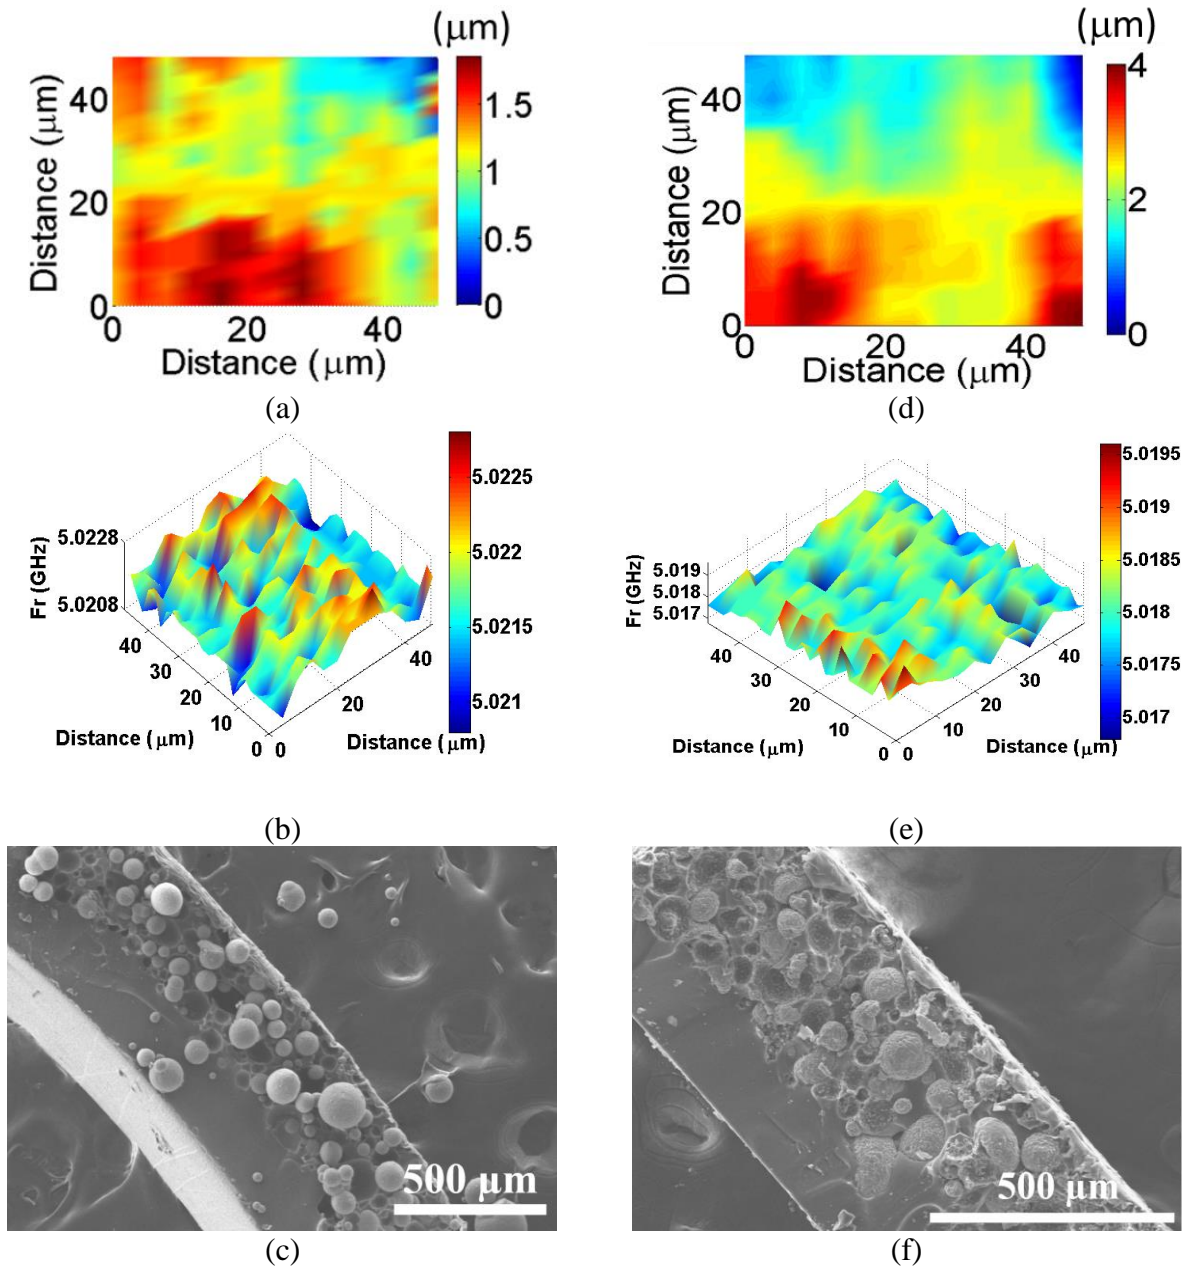 (μm)
Distance (μm)
40
20
0
0
20
40
Distance (μm)
1.5
1
0.5
0
(a)
(μm)
Distance (μm)
40
20
0
0
20
40
Distance (μm)
4
2
0
(d)
Fr (GHz)
5.0228
5.0208
40
30
20
10
0
0
20
40
Distance (μm)
Distance (μm)
5.0225
5.022
5.0215
5.021
(b)
Fr (GHz)
5.019
5.018
5.017
40
30
20
10
0
0
10
20
30
40
Distance (μm)
Distance (μm)
5.0195
5.019
5.0185
5.018
5.0175
5.017
(e)
500 μm
(c)
500 μm
(f)